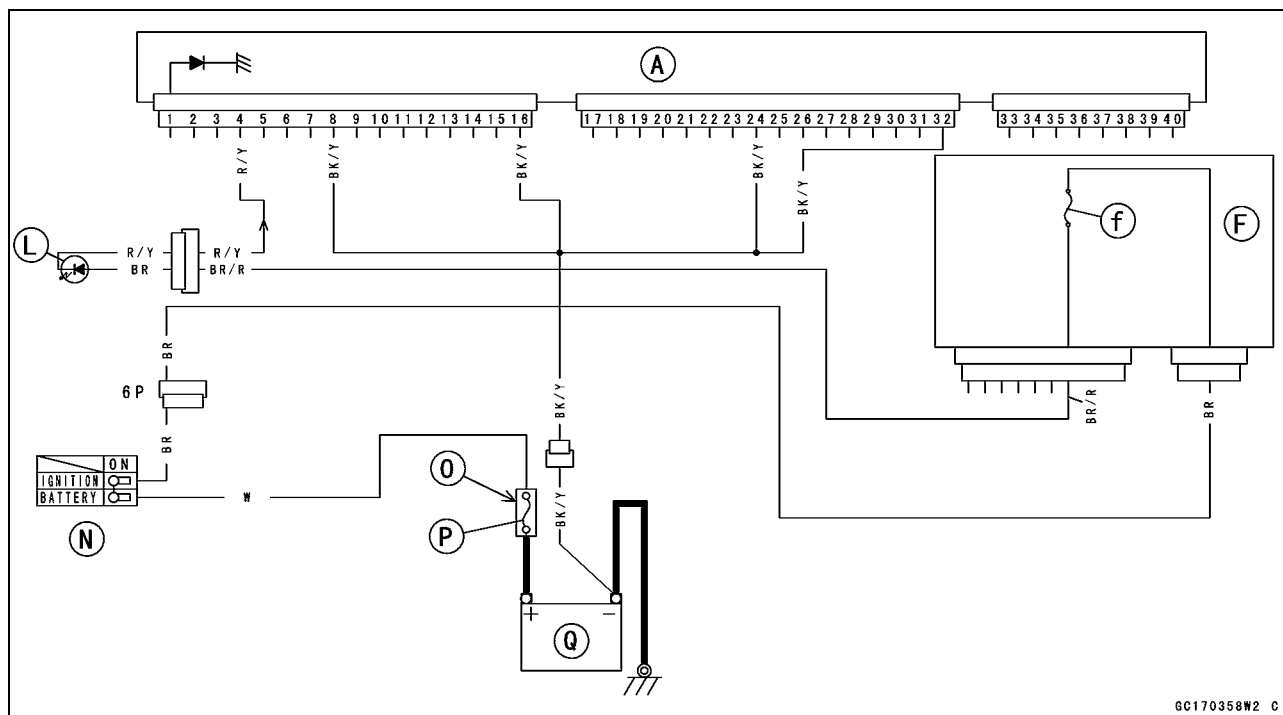 A
1 2 3 4 5 6 7 8 9 10 11 12 13 14 15 16
17 18 19 20 21 22 23 24 25 26 27 28 29 30 31 32
33 34 35 36 37 38 39 40
R/Y
BK/Y
BK/Y
BK/Y
BK/Y
f
F
L
R/Y
R/Y
BR
BR/R
BR
6P
BR
BK/Y
BR/R
BR
ON
IGNITION
BATTERY
W
O
BK/Y
N
P
+
−
Q
GC170358W2 C